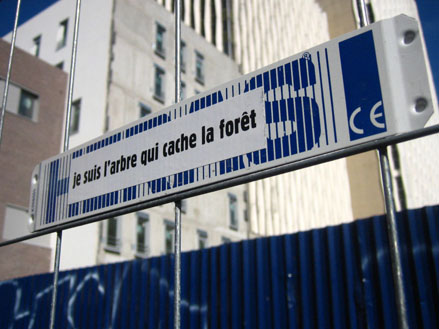 je suis l'arbre qui cache la forêt
S®
CE